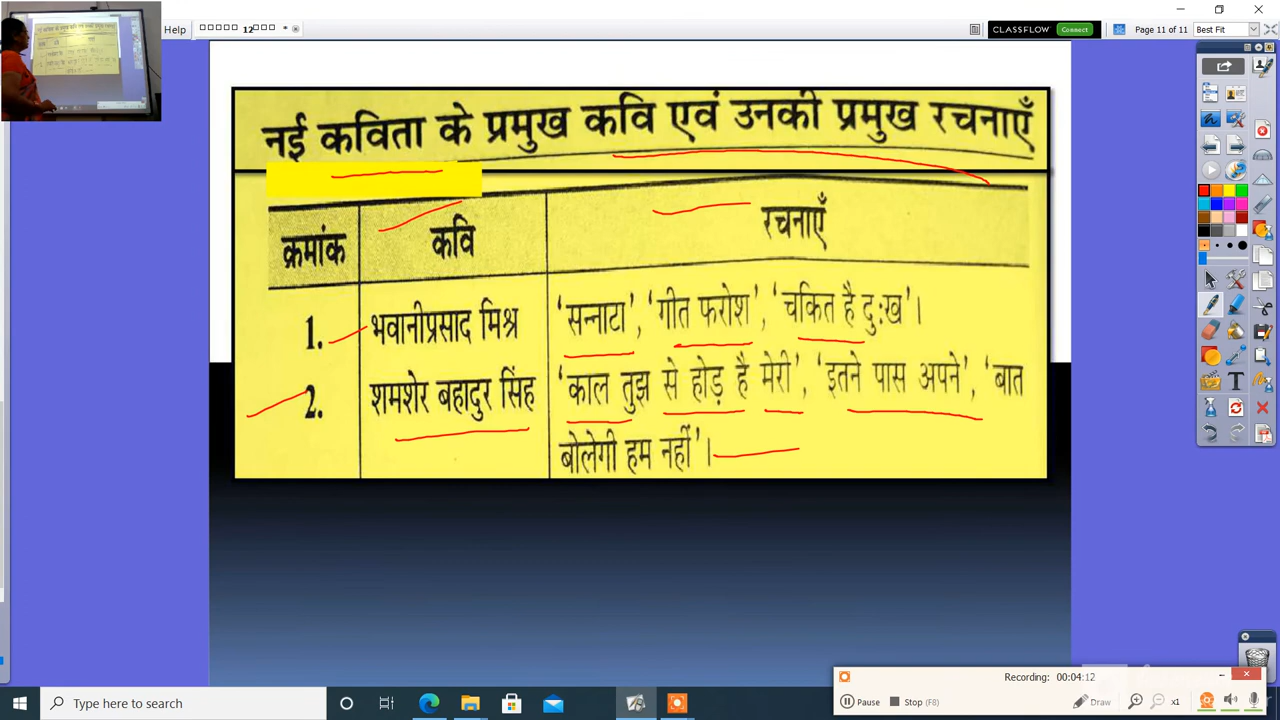 Help
12
CLASSFLOW Connect
Page 11 of 11
Best Fit
नई कविता के प्रमुख कवि एवं उनकी प्रमुख रचनाएँ
क्रमांक कवि रचनाएँ
1. भवानीप्रसाद मिश्र 'सन्नाटा', 'गीत फरोश', 'चकित है दुःख'।
2. शमशेर बहादुर सिंह 'काल तुझ से होड़ है मेरी', 'इतने पास अपने', 'बात
बोलेगी हम नहीं'।
Recording: 00:04:12
Pause Stop (F8) Draw x1
Type here to search